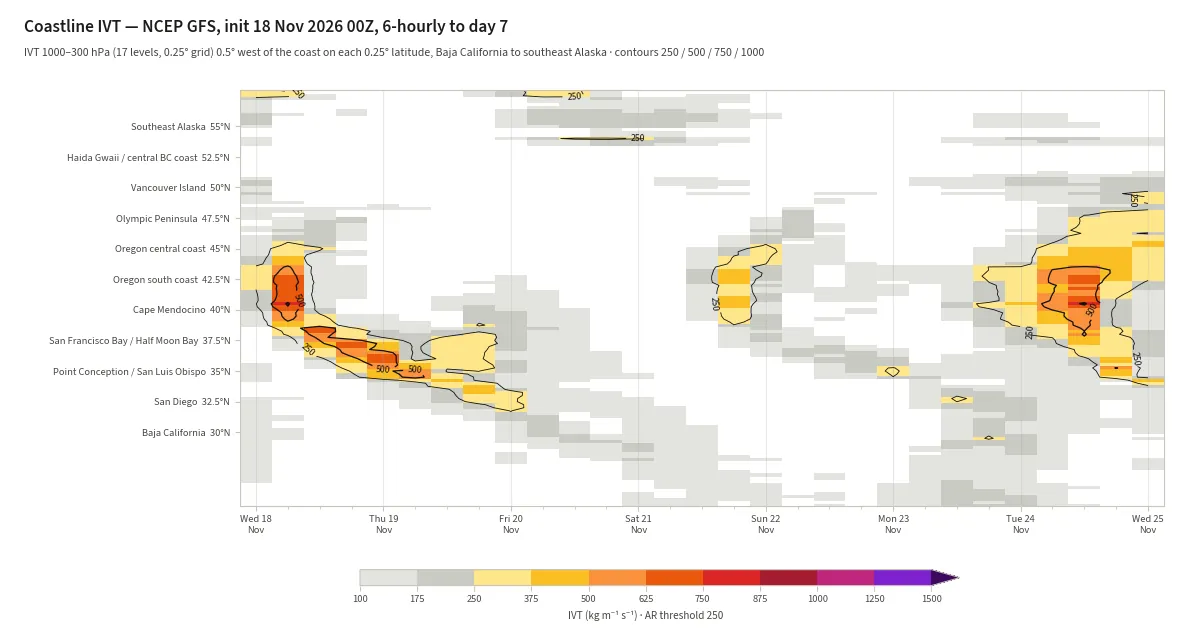 Coastline IVT — NCEP GFS, init 18 Nov 2026 00Z, 6-hourly to day 7
IVT 1000–300 hPa (17 levels, 0.25° grid) 0.5° west of the coast on each 0.25° latitude, Baja California to southeast Alaska · contours 250 / 500 / 750 / 1000
250
250
Southeast Alaska 55°N
250
Haida Gwaii / central BC coast 52.5°N
Vancouver Island 50°N
250
Olympic Peninsula 47.5°N
Oregon central coast 45°N
Oregon south coast 42.5°N
500
250
Cape Mendocino 40°N
500
250
San Francisco Bay / Half Moon Bay 37.5°N
250
250
500
500
Point Conception / San Luis Obispo 35°N
San Diego 32.5°N
Baja California 30°N
Wed 18 Nov
Thu 19 Nov
Fri 20 Nov
Sat 21 Nov
Sun 22 Nov
Mon 23 Nov
Tue 24 Nov
Wed 25 Nov
100 175 250 375 500 625 750 875 1000 1250 1500
IVT (kg m⁻¹ s⁻¹) · AR threshold 250